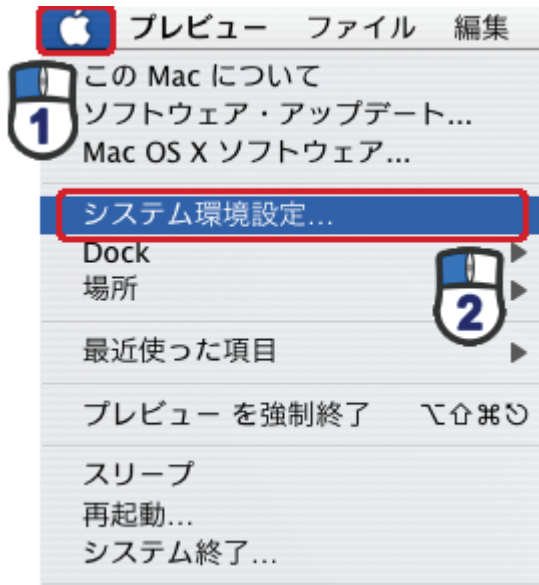 プレビュー ファイル 編集
この Mac について
1
ソフトウェア・アップデート...
Mac OS X ソフトウェア...
システム環境設定...
Dock
場所
2
最近使った項目
プレビュー を強制終了 ⌥⇧⌘⎋
スリープ
再起動...
システム終了...